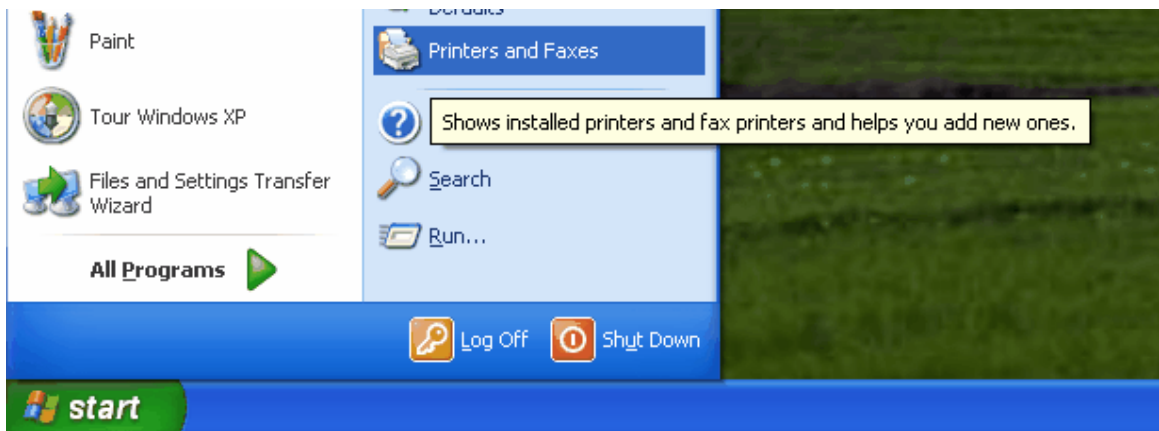 Paint
Tour Windows XP
Files and Settings Transfer
Wizard
All Programs
Defaults
Printers and Faxes
Shows installed printers and fax printers and helps you add new ones.
Search
Run...
Log Off
Shut Down
start